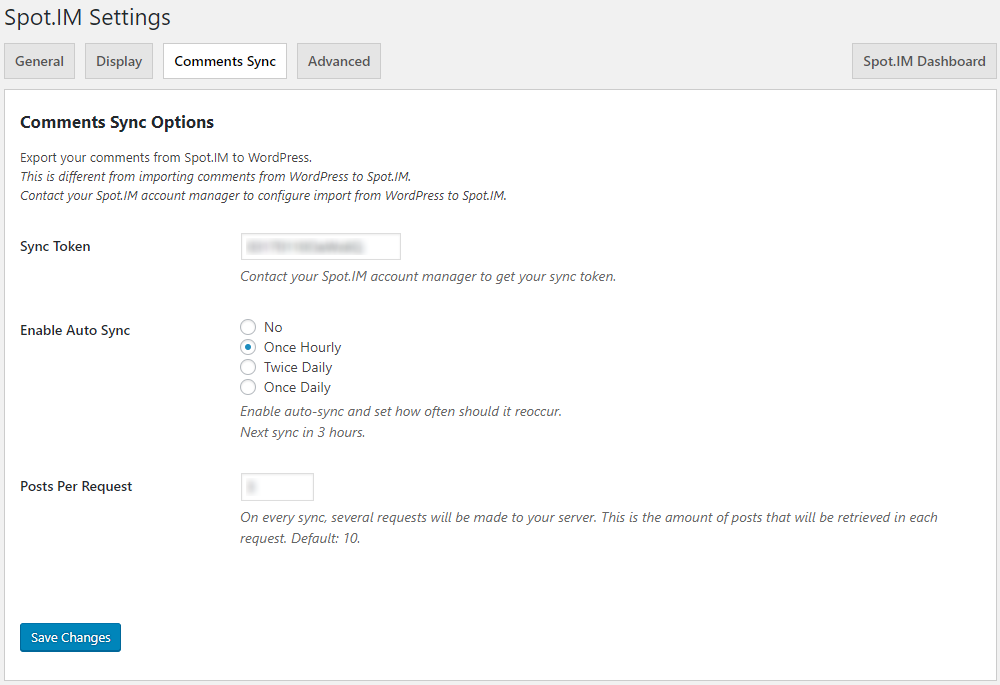 Spot.IM Settings
General
Display
Comments Sync
Advanced
Spot.IM Dashboard
Comments Sync Options
Export your comments from Spot.IM to WordPress.
This is different from importing comments from WordPress to Spot.IM.
Contact your Spot.IM account manager to configure import from WordPress to Spot.IM.
Sync Token
Contact your Spot.IM account manager to get your sync token.
Enable Auto Sync
No
Once Hourly
Twice Daily
Once Daily
Enable auto-sync and set how often should it reoccur.
Next sync in 3 hours.
Posts Per Request
On every sync, several requests will be made to your server. This is the amount of posts that will be retrieved in each
request. Default: 10.
Save Changes